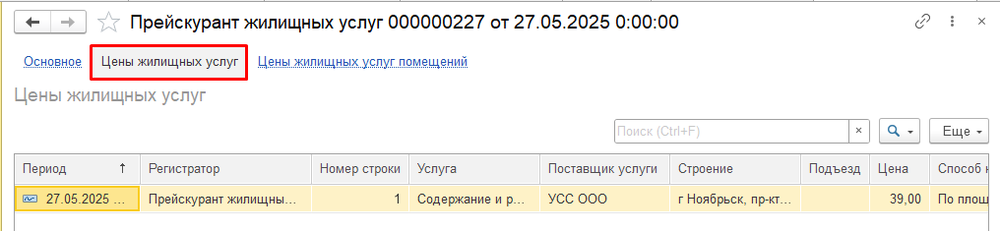 Прейскурант жилищных услуг 000000227 от 27.05.2025 0:00:00
Основное Цены жилищных услуг Цены жилищных услуг помещений
Цены жилищных услуг
Поиск (Ctrl+F) × Еще
Период ↑ Регистратор Номер строки Услуга Поставщик услуги Строение Подъезд Цена Способ н
27.05.2025 ... Прейскурант жилищны... 1 Содержание и р... УСС ООО г Ноябрьск, пр-кт... 39,00 По площ